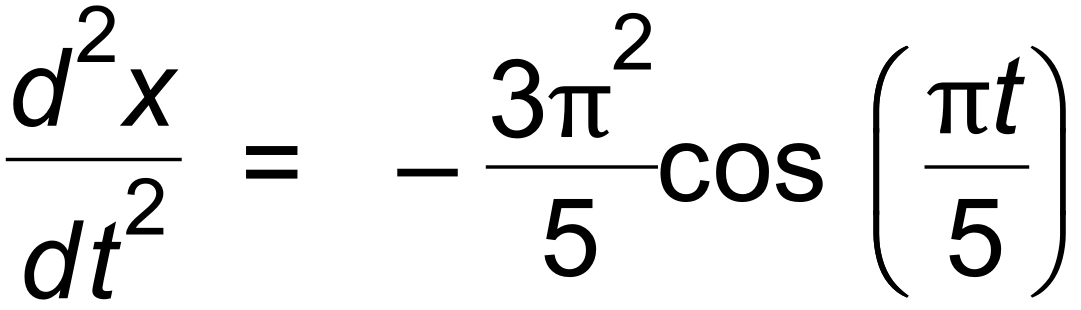 d²x/dt² = − 3π²/5 cos (πt/5)